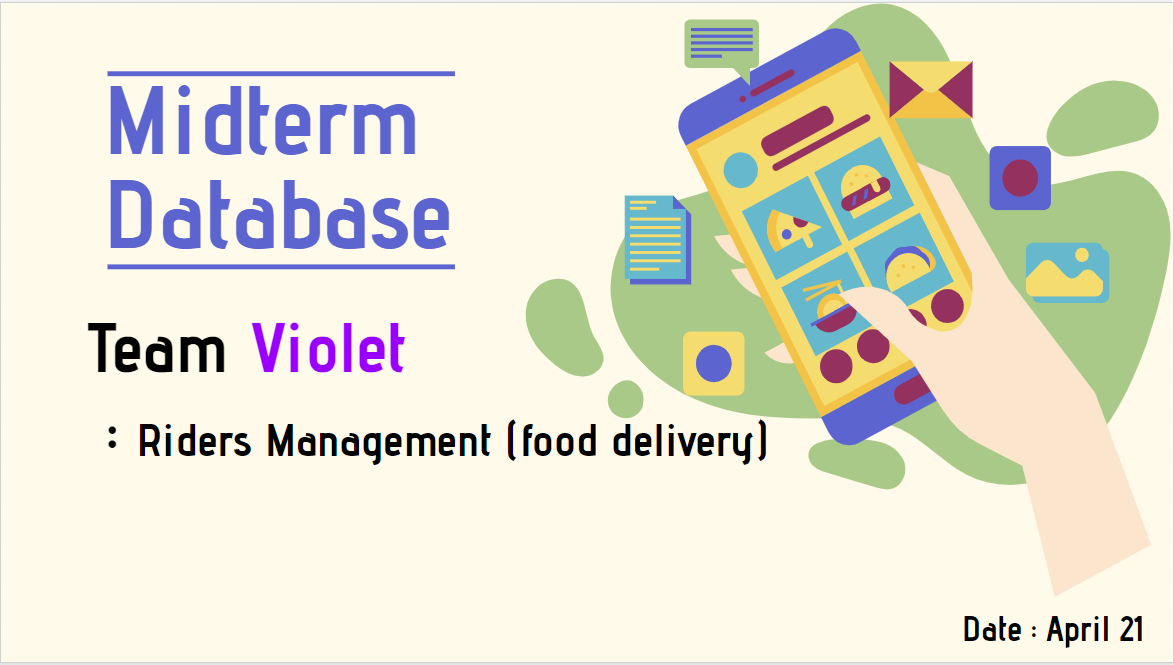 Midterm
Database
Team Violet
: Riders Management (food delivery)
Date : April 21